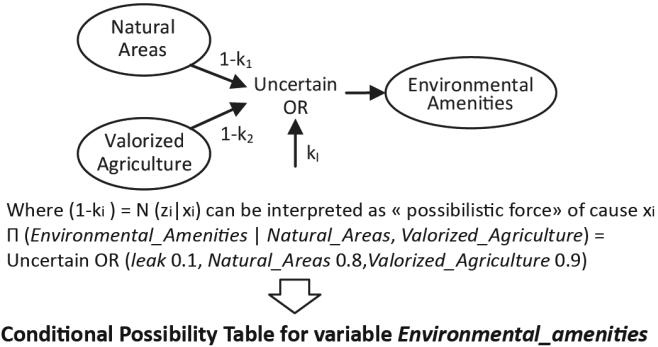 Natural
Areas
1-k1
Uncertain
OR
Environmental
Amenities
Valorized
Agriculture
1-k2
kl
Where (1-ki ) = N (zi|xi) can be interpreted as « possibilistic force» of cause xi
Π (Environmental_Amenities | Natural_Areas, Valorized_Agriculture) =
Uncertain OR (leak 0.1, Natural_Areas 0.8,Valorized_Agriculture 0.9)
Conditional Possibility Table for variable Environmental_amenities